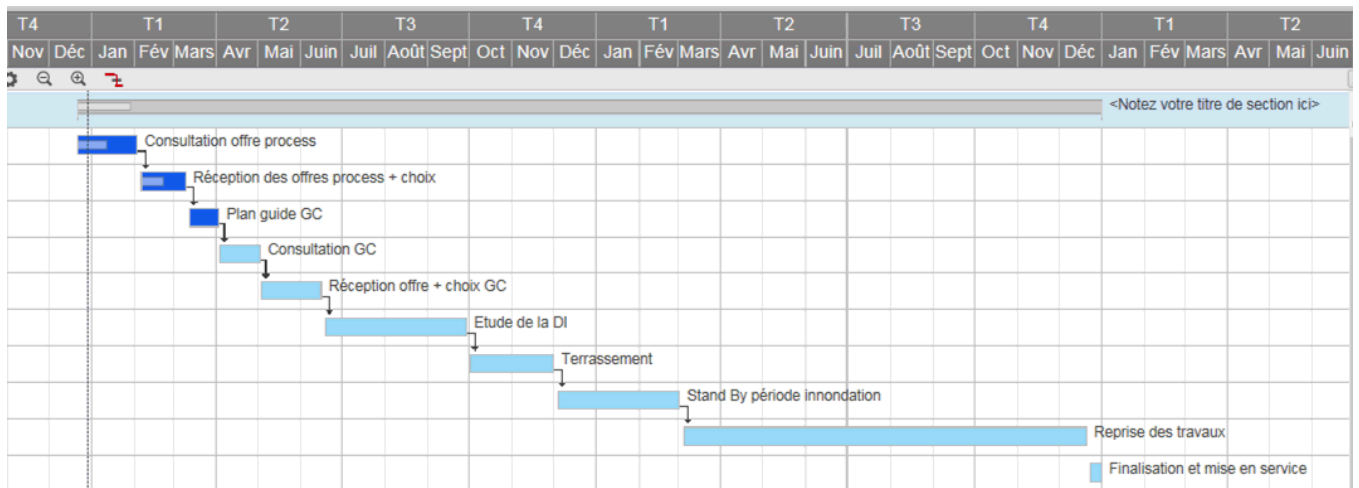 T4 T1 T2 T3 T4 T1 T2 T3 T4 T1 T2
Nov Déc Jan Fév Mars Avr Mai Juin Juil Août Sept Oct Nov Déc Jan Fév Mars Avr Mai Juin Juil Août Sept Oct Nov Déc Jan Fév Mars Avr Mai Juin
<Notez votre titre de section ici>
Consultation offre process
Réception des offres process + choix
Plan guide GC
Consultation GC
Réception offre + choix GC
Etude de la DI
Terrassement
Stand By période innondation
Reprise des travaux
Finalisation et mise en service